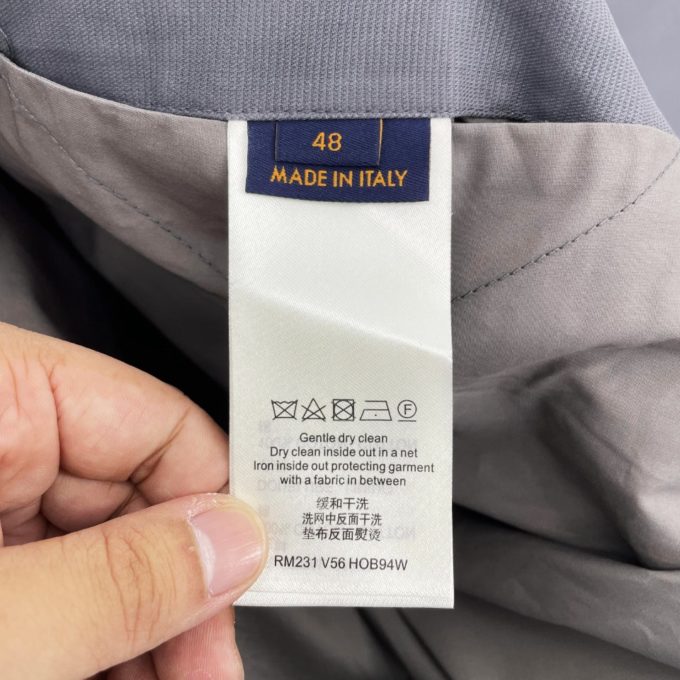 48
MADE IN ITALY
Gentle dry clean
Dry clean inside out in a net
Iron inside out protecting garment
with a fabric in between
缓和干洗
洗网中反面干洗
垫布反面熨烫
RM231 V56 HOB94W